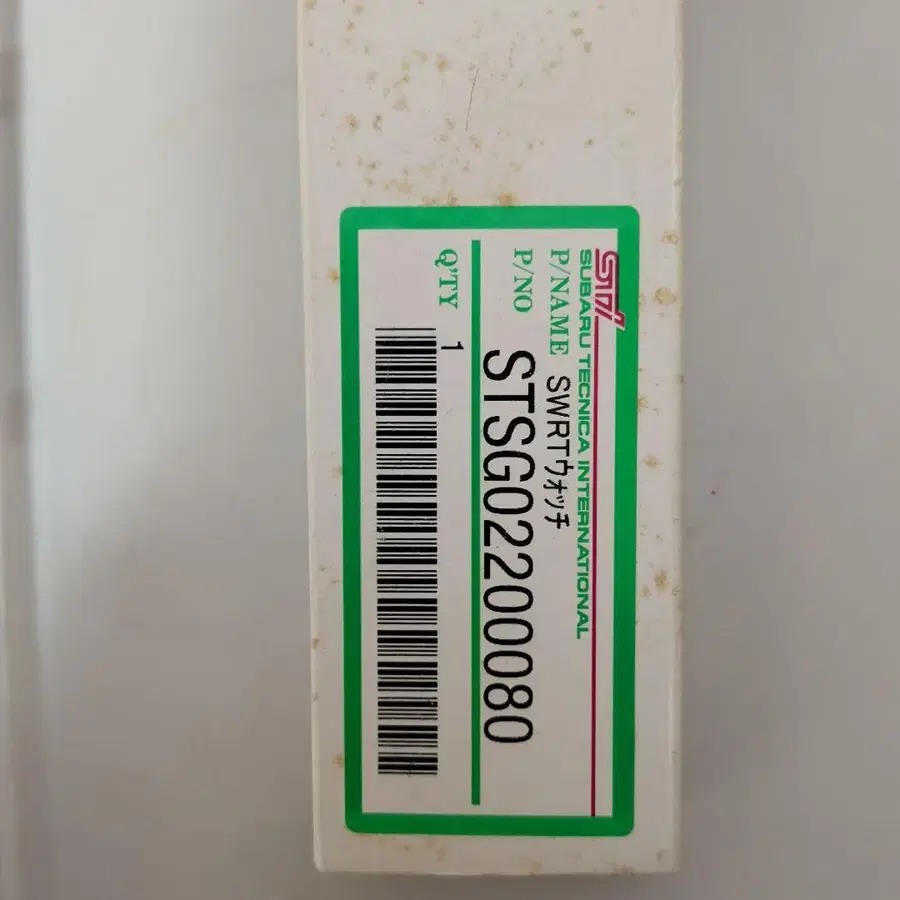 STi
SUBARU TECNICA INTERNATIONAL
P/NAME SWRTウォッチ
P/NO STSG02200080
Q'TY 1